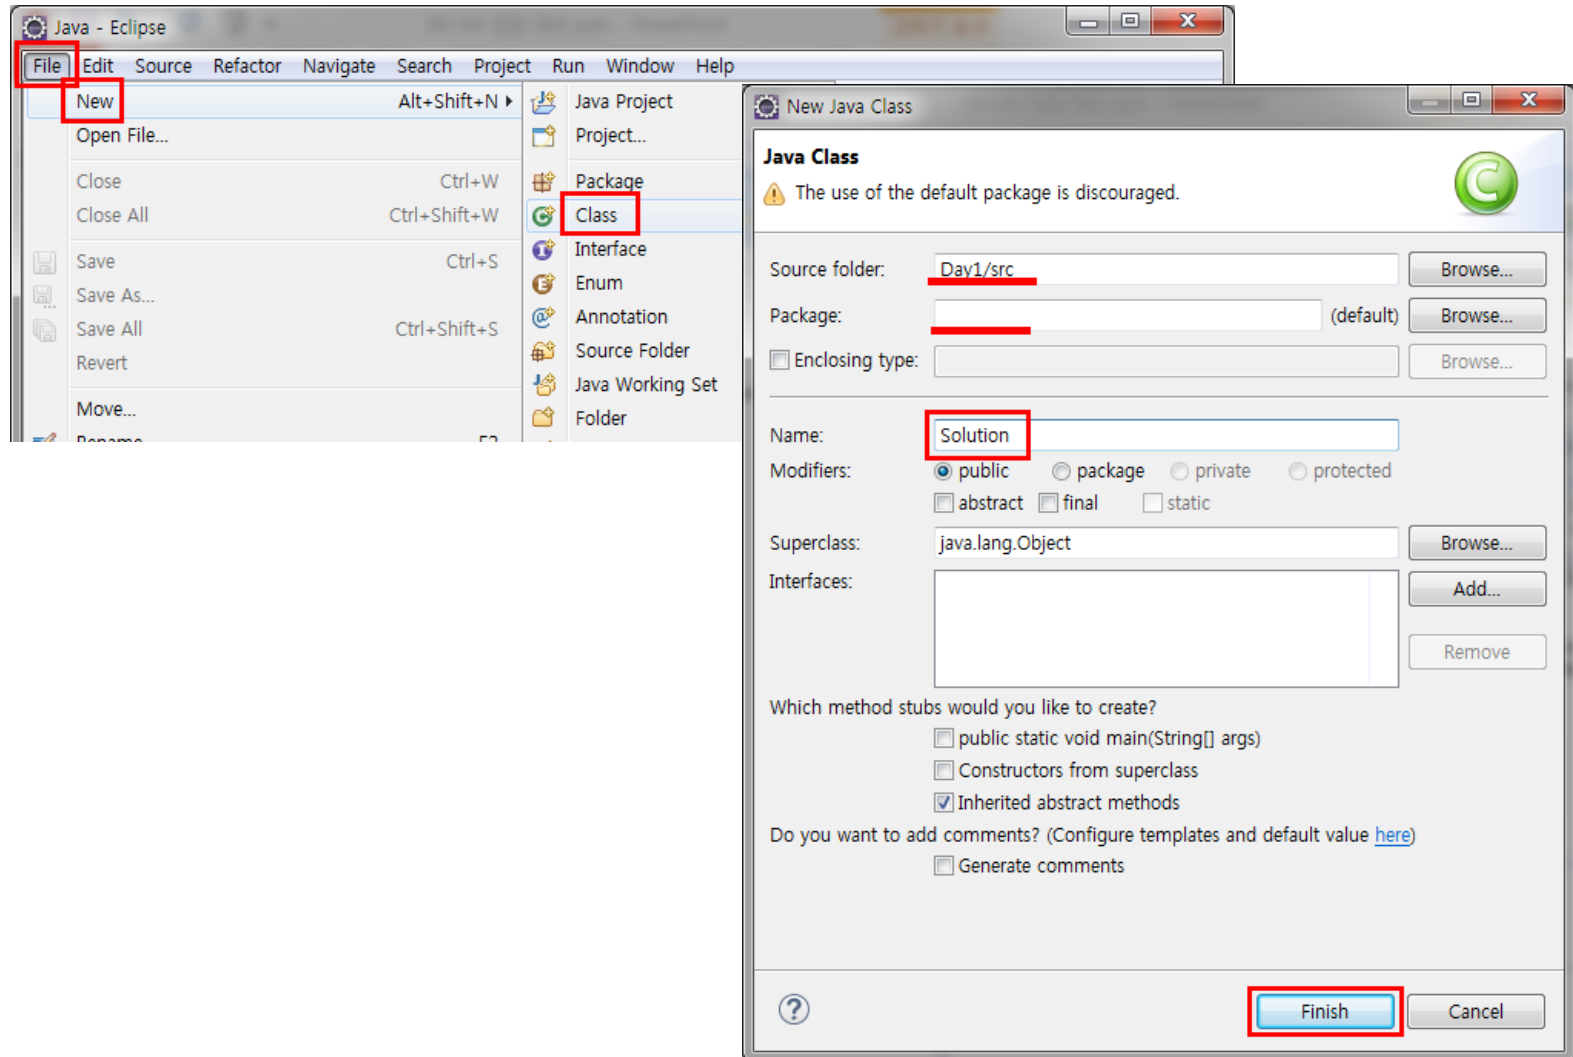 Java - Eclipse
File Edit Source Refactor Navigate Search Project Run Window Help
New Alt+Shift+N
Open File...
Close Ctrl+W
Close All Ctrl+Shift+W
Save Ctrl+S
Save As...
Save All Ctrl+Shift+S
Revert
Move...
Rename... F2
Java Project
Project...
Package
Class
Interface
Enum
Annotation
Source Folder
Java Working Set
Folder
New Java Class
Java Class
The use of the default package is discouraged.
Source folder: Day1/src Browse...
Package: (default) Browse...
Enclosing type: Browse...
Name: Solution
Modifiers: public package private protected
abstract final static
Superclass: java.lang.Object Browse...
Interfaces: Add...
Remove
Which method stubs would you like to create?
public static void main(String[] args)
Constructors from superclass
Inherited abstract methods
Do you want to add comments? (Configure templates and default value here)
Generate comments
? Finish Cancel